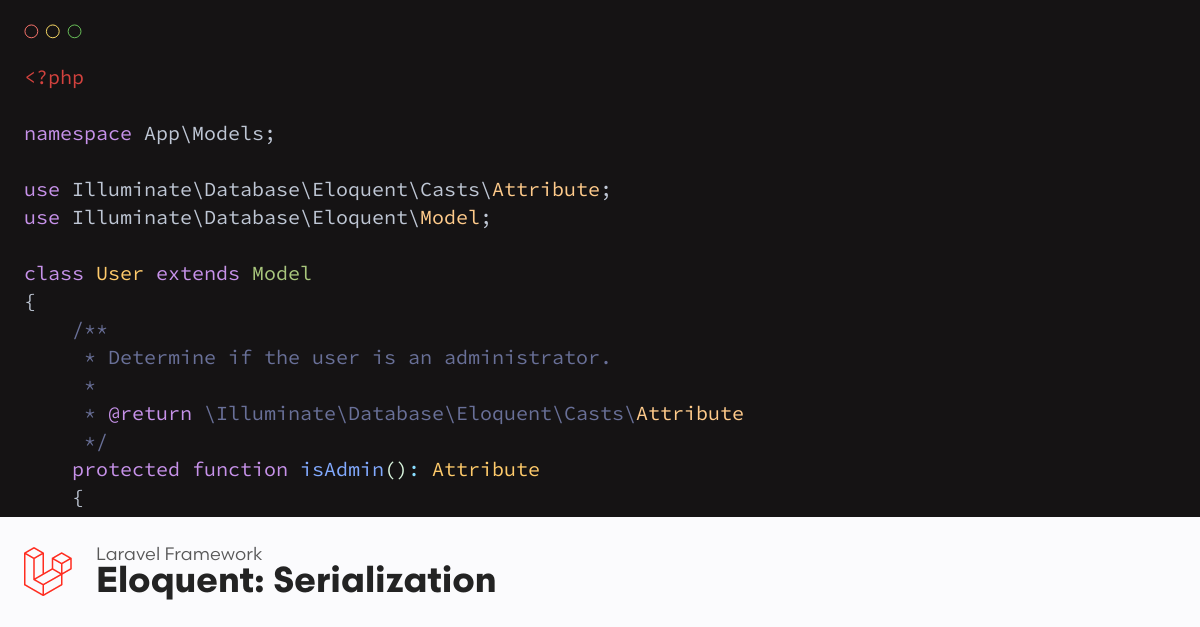 <?php
namespace App\Models;
use Illuminate\Database\Eloquent\Casts\Attribute;
use Illuminate\Database\Eloquent\Model;
class User extends Model
{
    /**
     * Determine if the user is an administrator.
     *
     * @return \Illuminate\Database\Eloquent\Casts\Attribute
     */
    protected function isAdmin(): Attribute
    {
Laravel Framework
Eloquent: Serialization